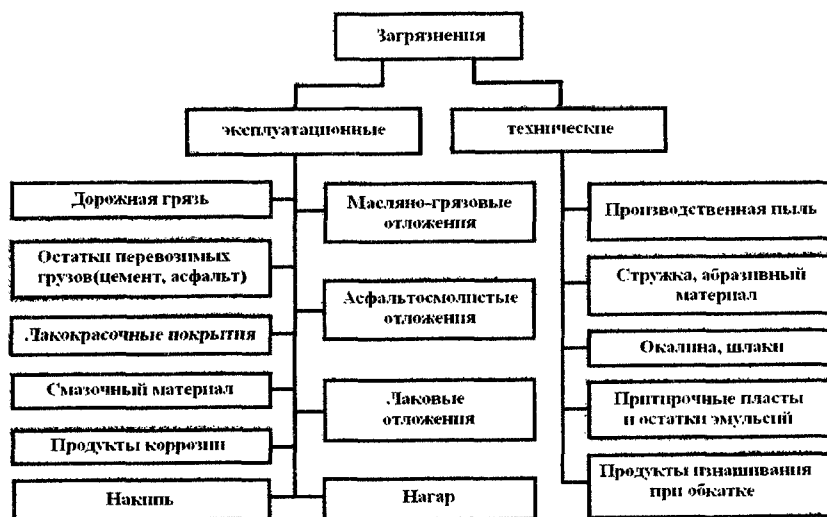 Загрязнения
эксплуатационные
технические
Дорожная грязь
Остатки перевозимых
грузов(цемент, асфальт)
Лакокрасочные покрытия
Смазочный материал
Продукты коррозии
Накипь
Масляно-грязовые
отложения
Асфальтосмолистые
отложения
Лаковые
отложения
Нагар
Производственная пыль
Стружка, абразивный
материал
Окалина, шлаки
Притирочные пласты
и остатки эмульсий
Продукты изнашивания
при обкатке